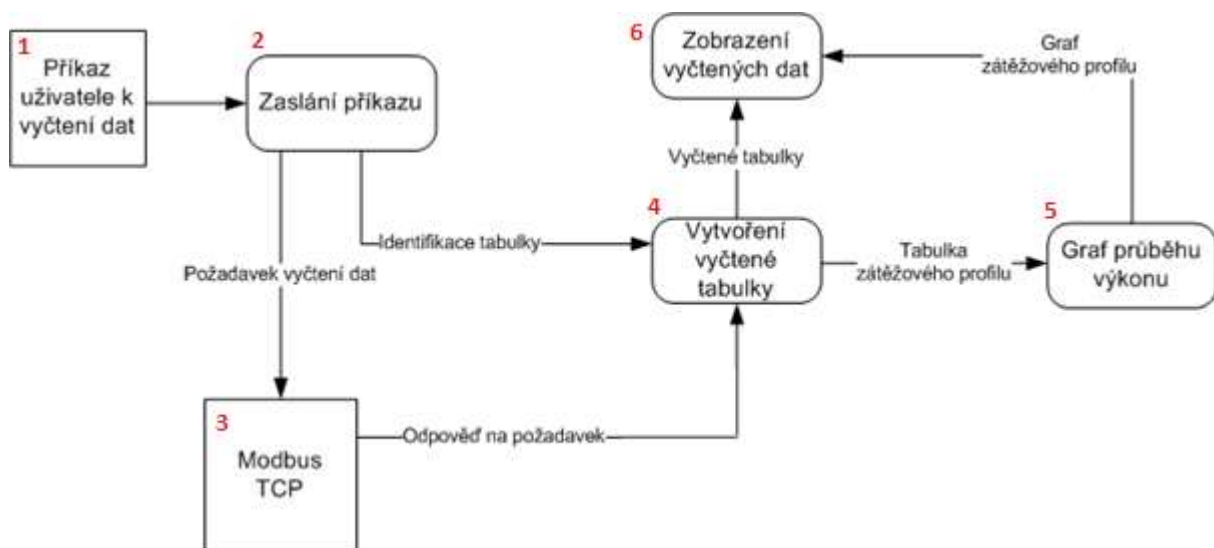 1
Příkaz
uživatele k
vyčtení dat
2
Zaslání příkazu
6
Zobrazení
vyčtených dat
Graf
zátěžového profilu
Vyčtené tabulky
4
Vytvoření
vyčtené
tabulky
Identifikace tabulky
Požadavek vyčtení dat
Tabulka
zátěžového profilu
5
Graf průběhu
výkonu
3
Modbus
TCP
Odpověď na požadavek